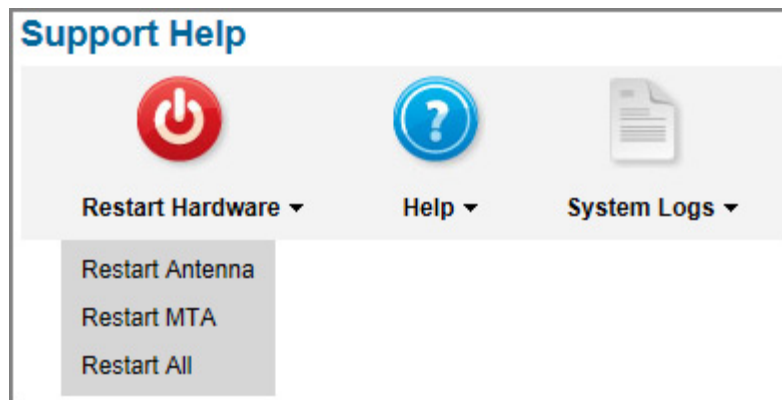 Support Help
Restart Hardware
Help
System Logs
Restart Antenna
Restart MTA
Restart All